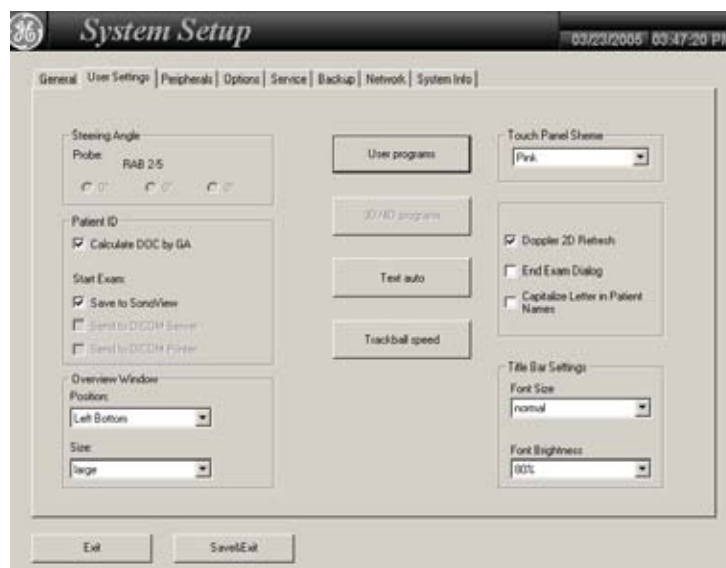 System Setup
03/23/2005 03:47:20 PM
General User Settings Peripherals Options Service Backup Network System Info
Steering Angle
Probe:
RAB 2-5
0° 0° 0°
Patient ID
Calculate DOC by GA
Start Exam:
Save to SonoView
Send to DICOM Server
Send to DICOM Printer
Overview Window
Position:
Left Bottom
Size:
large
User programs
3D/4D programs
Text auto
Trackball speed
Touch Panel Sheme
Pink
Doppler 2D Refresh
End Exam Dialog
Capitalize Letter in Patient
Names
Title Bar Settings
Font Size
normal
Font Brightness
80%
Exit Save&Exit